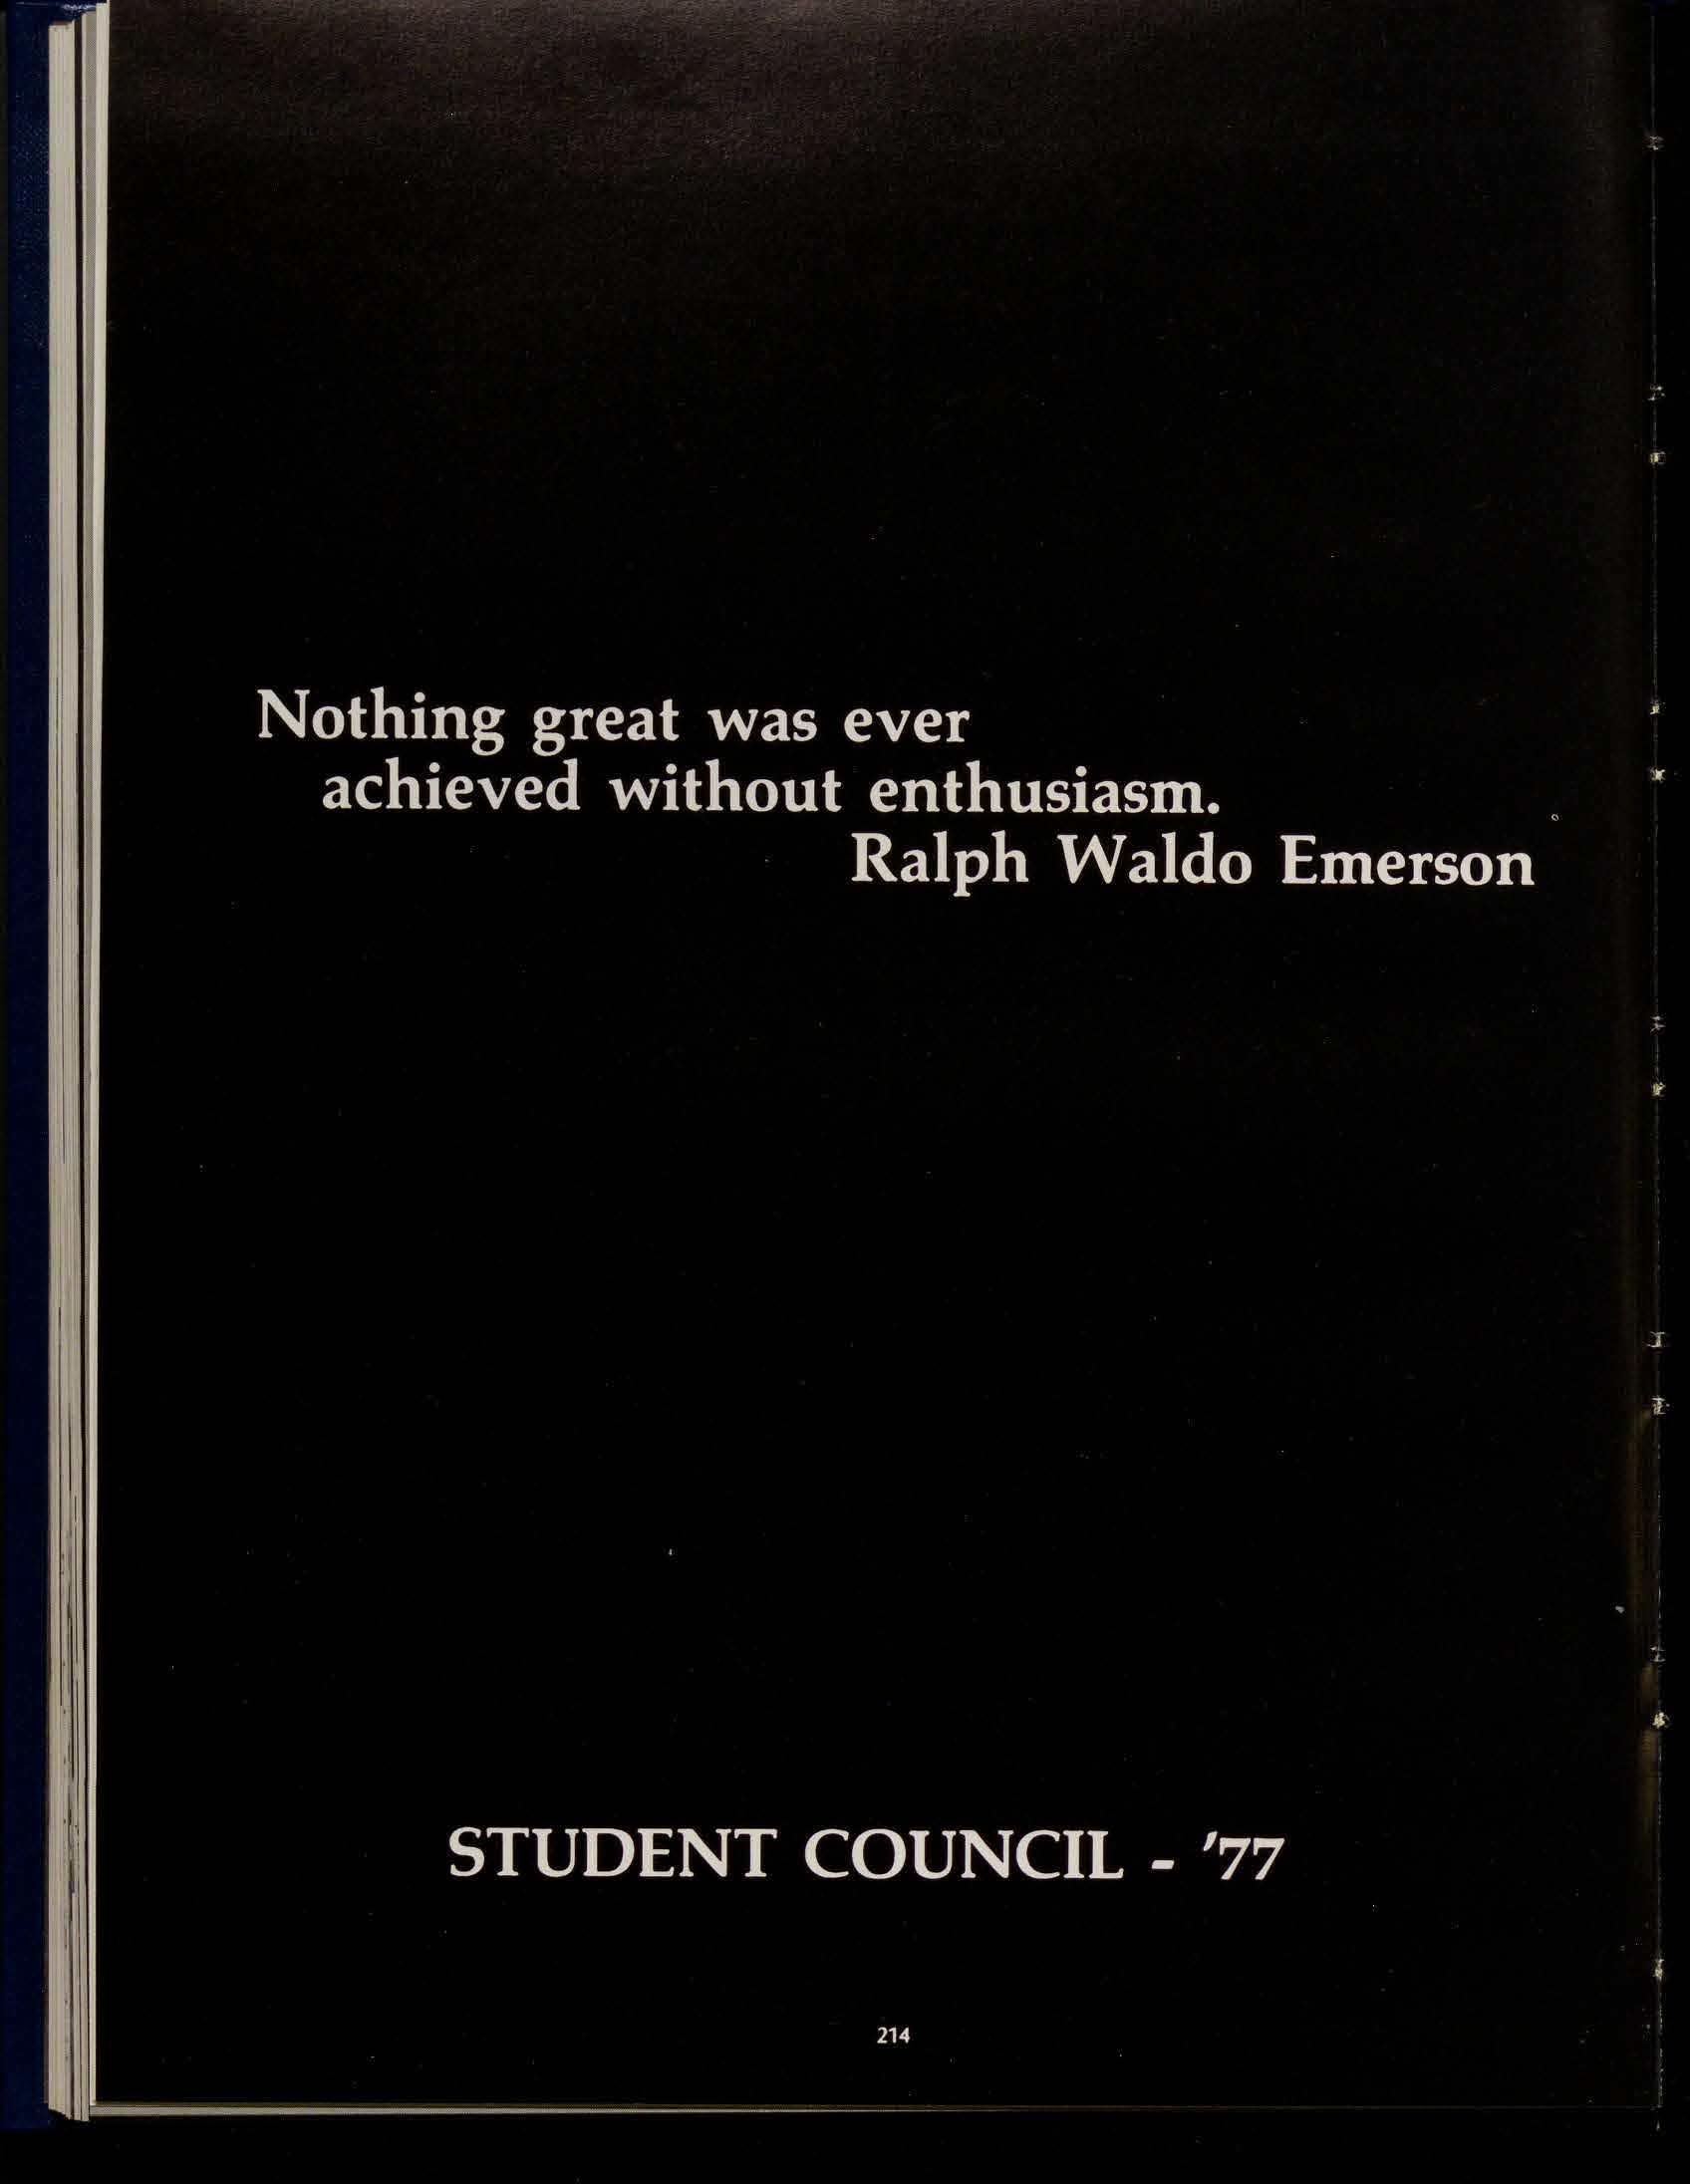 Nothing great was ever
achieved without enthusiasm.
Ralph Waldo Emerson
STUDENT COUNCIL - '77
214